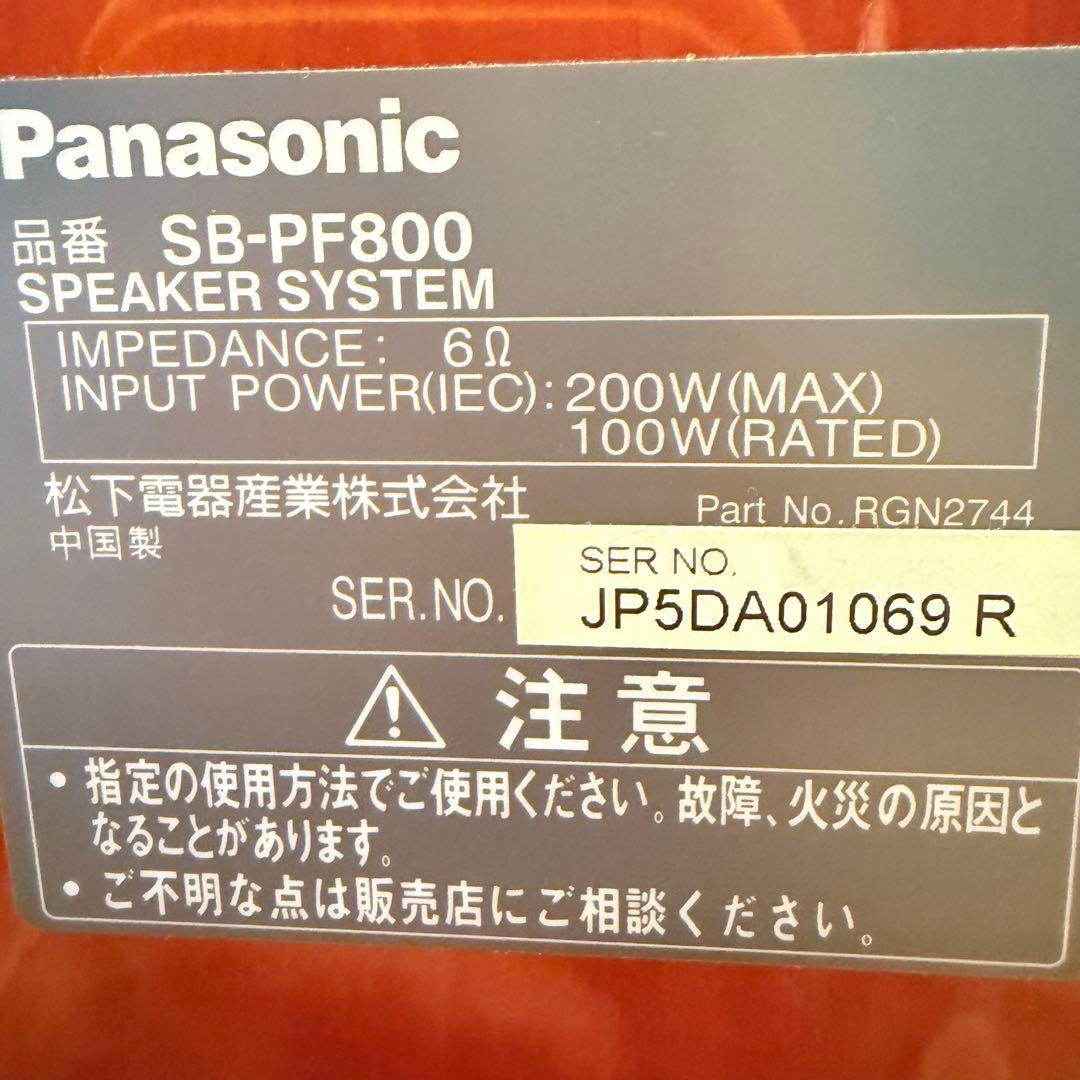 Panasonic
品番 SB-PF800
SPEAKER SYSTEM
IMPEDANCE: 6Ω
INPUT POWER(IEC): 200W(MAX)
100W(RATED)
松下電器産業株式会社
Part No. RGN2744
中国製
SER NO.
SER.NO. JP5DA01069 R
⚠ 注意
• 指定の使用方法でご使用ください。故障、火災の原因と
なることがあります。
• ご不明な点は販売店にご相談ください。